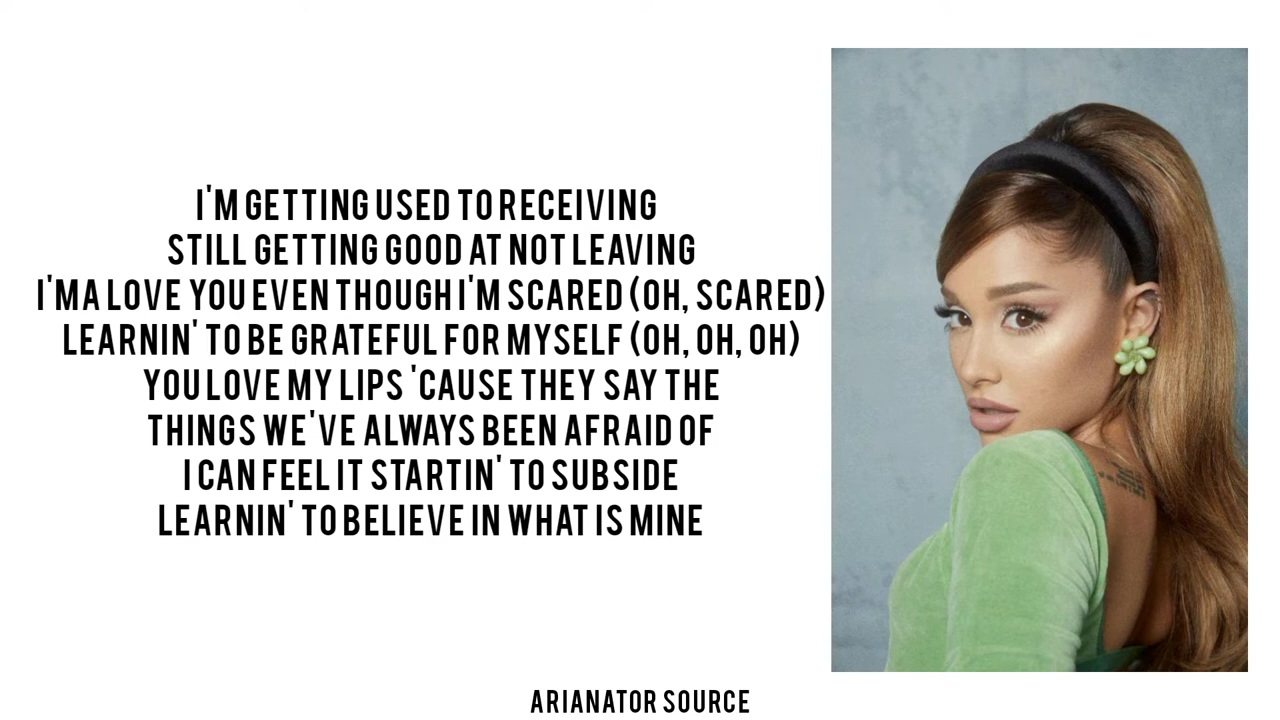 I'M GETTING USED TO RECEIVING
STILL GETTING GOOD AT NOT LEAVING
I'MA LOVE YOU EVEN THOUGH I'M SCARED (OH, SCARED)
LEARNIN' TO BE GRATEFUL FOR MYSELF (OH, OH, OH)
YOU LOVE MY LIPS 'CAUSE THEY SAY THE
THINGS WE'VE ALWAYS BEEN AFRAID OF
I CAN FEEL IT STARTIN' TO SUBSIDE
LEARNIN' TO BELIEVE IN WHAT IS MINE
ARIANATOR SOURCE